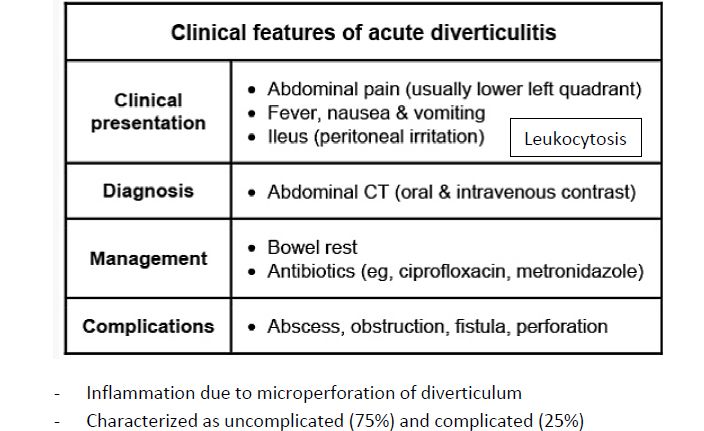 Clinical features of acute diverticulitis
Clinical
presentation
• Abdominal pain (usually lower left quadrant)
• Fever, nausea & vomiting
• Ileus (peritoneal irritation)
Leukocytosis
Diagnosis
• Abdominal CT (oral & intravenous contrast)
Management
• Bowel rest
• Antibiotics (eg, ciprofloxacin, metronidazole)
Complications
• Abscess, obstruction, fistula, perforation
- Inflammation due to microperforation of diverticulum
- Characterized as uncomplicated (75%) and complicated (25%)